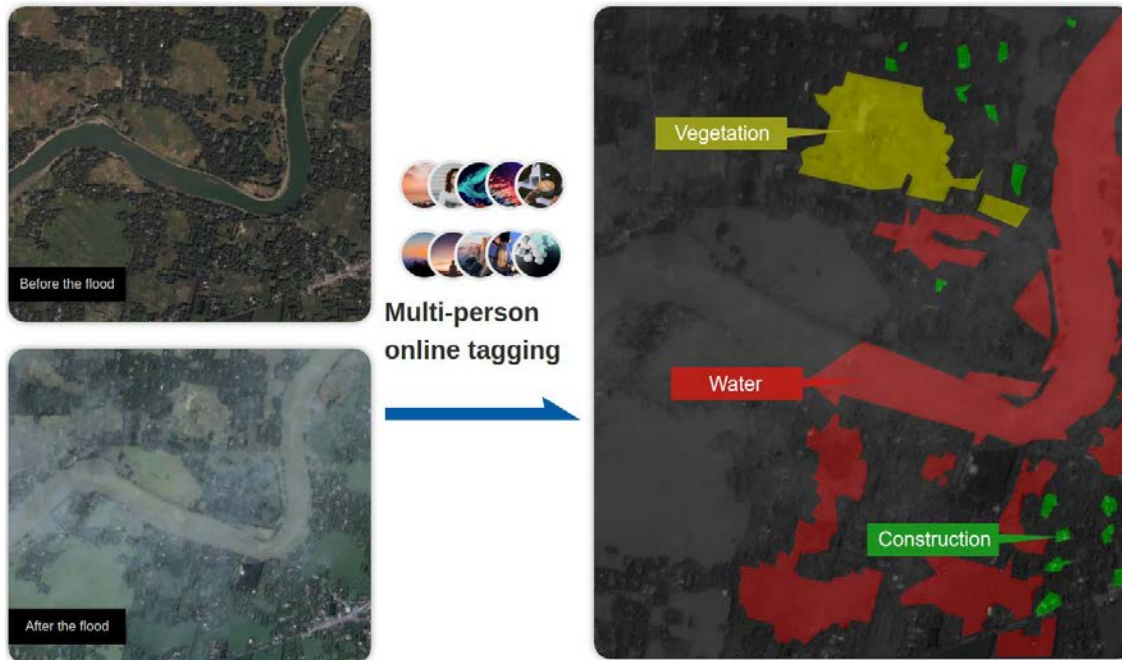 Before the flood
After the flood
Multi-person
online tagging
Vegetation
Water
Construction